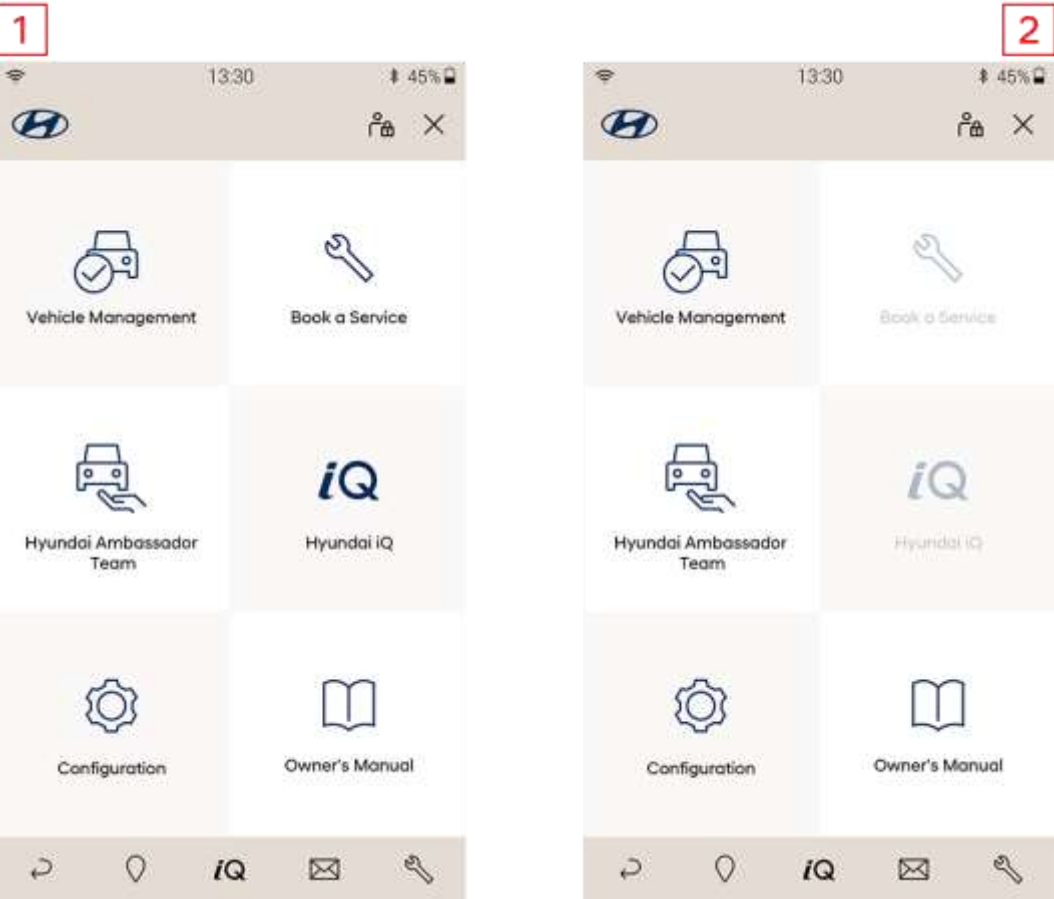 1
2
13:30
45%
Vehicle Management
Book a Service
Hyundai Ambassador
Team
iQ
Hyundai iQ
Configuration
Owner's Manual
iQ
13:30
45%
Vehicle Management
Book a Service
Hyundai Ambassador
Team
iQ
Hyundai iQ
Configuration
Owner's Manual
iQ